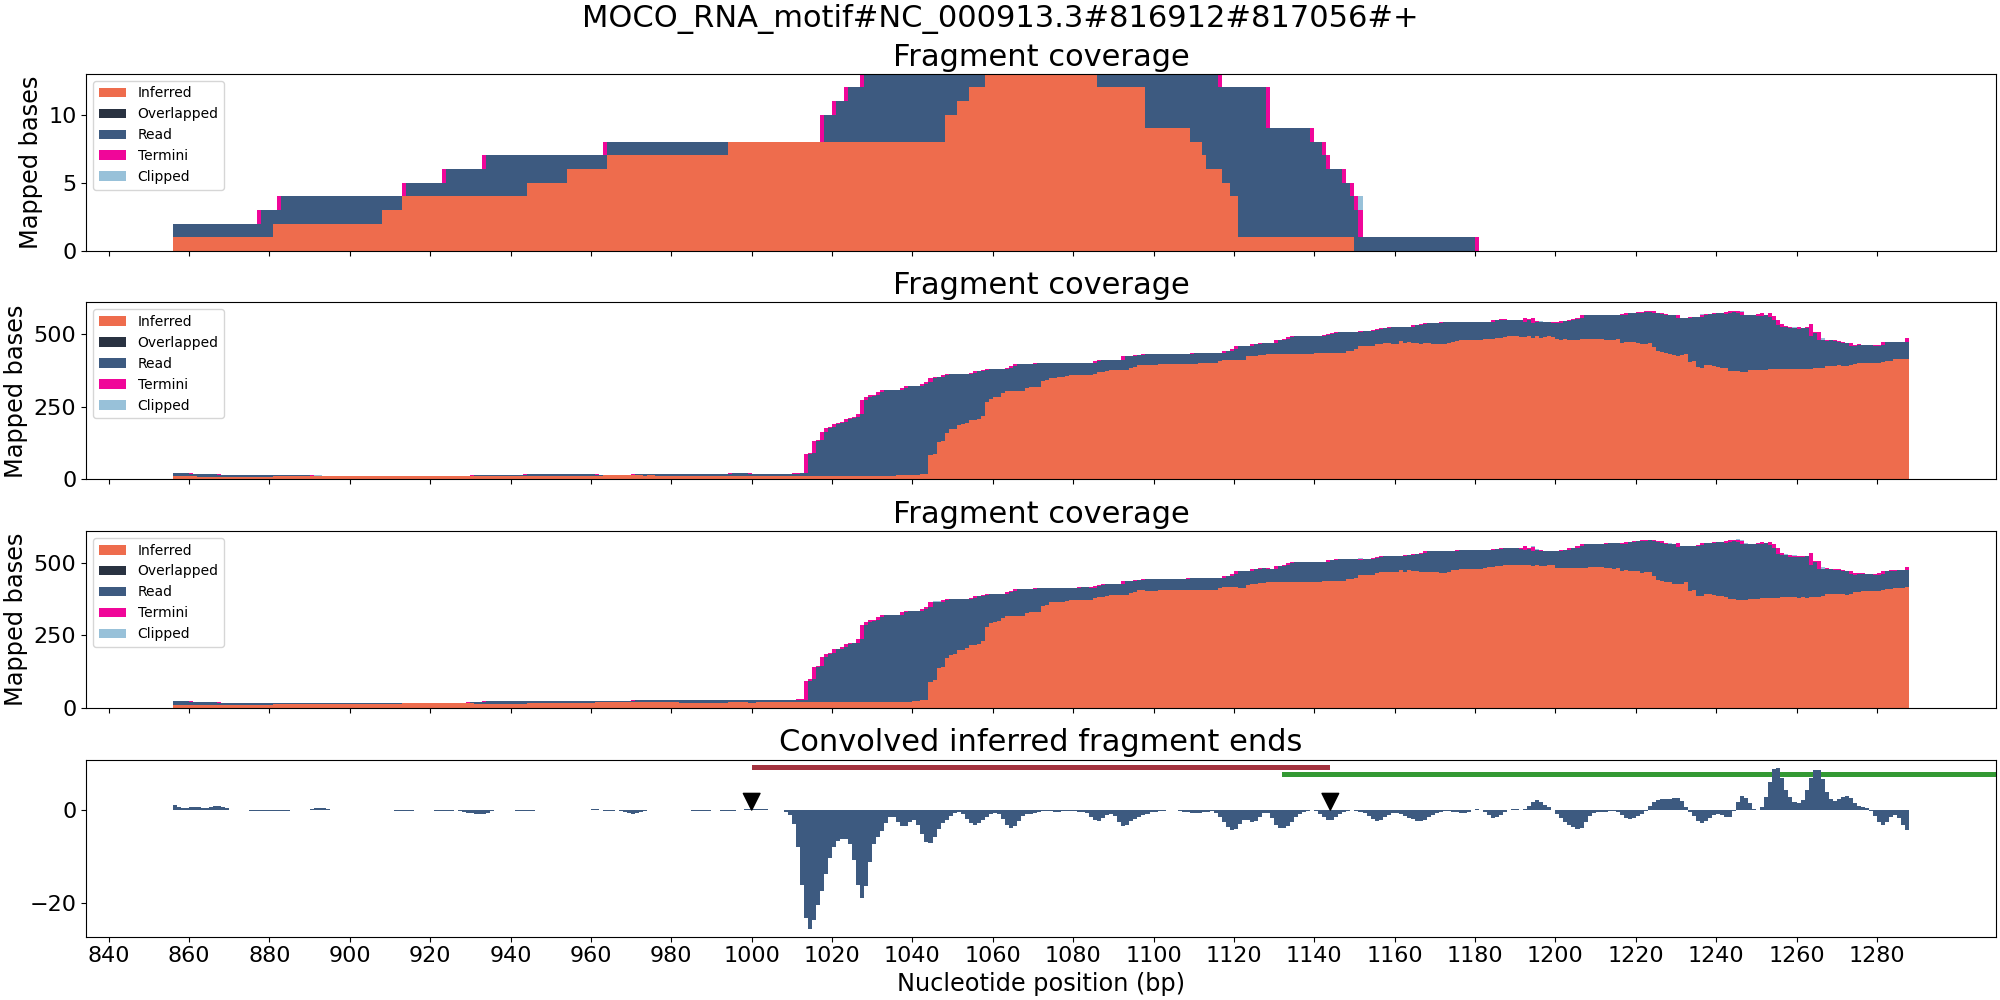 MOCO_RNA_motif#NC_000913.3#816912#817056#+
Fragment coverage
Mapped bases
10
5
0
Inferred
Overlapped
Read
Termini
Clipped
Fragment coverage
Mapped bases
500
250
0
Inferred
Overlapped
Read
Termini
Clipped
Fragment coverage
Mapped bases
500
250
0
Inferred
Overlapped
Read
Termini
Clipped
Convolved inferred fragment ends
0
−20
840 860 880 900 920 940 960 980 1000 1020 1040 1060 1080 1100 1120 1140 1160 1180 1200 1220 1240 1260 1280
Nucleotide position (bp)